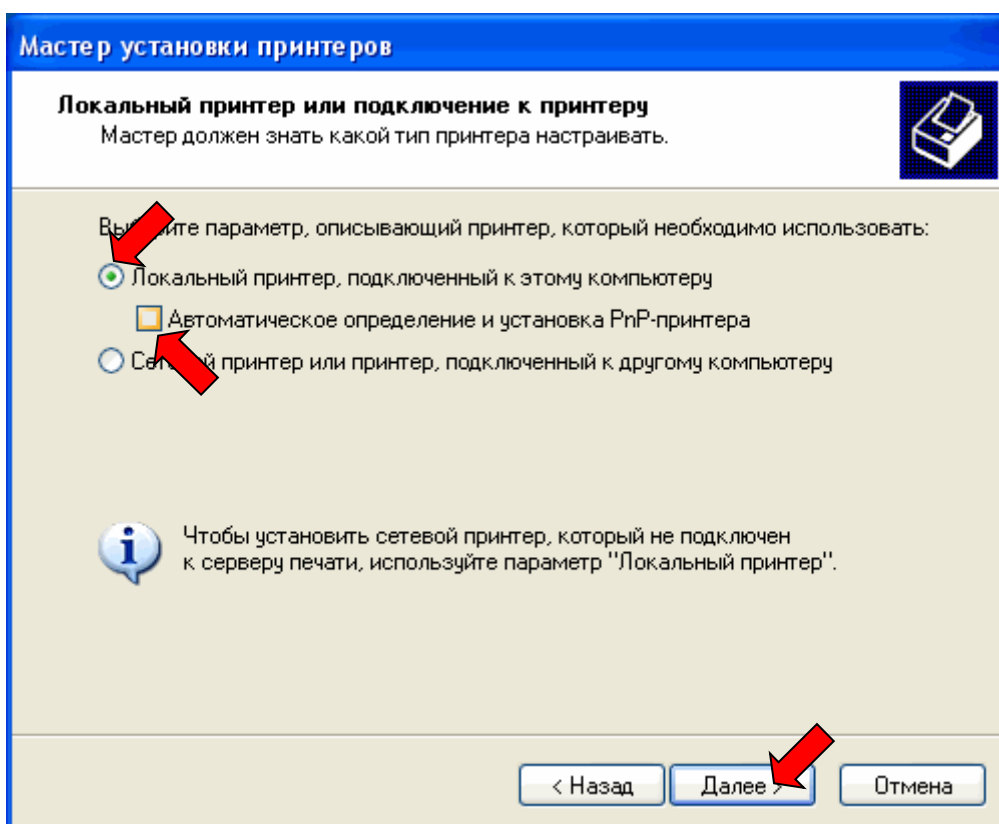 Мастер установки принтеров
Локальный принтер или подключение к принтеру
Мастер должен знать какой тип принтера настраивать.
Выберите параметр, описывающий принтер, который необходимо использовать:
Локальный принтер, подключенный к этому компьютеру
Автоматическое определение и установка PnP-принтера
Сетевой принтер или принтер, подключенный к другому компьютеру
Чтобы установить сетевой принтер, который не подключен
к серверу печати, используйте параметр "Локальный принтер".
< Назад
Далее >
Отмена